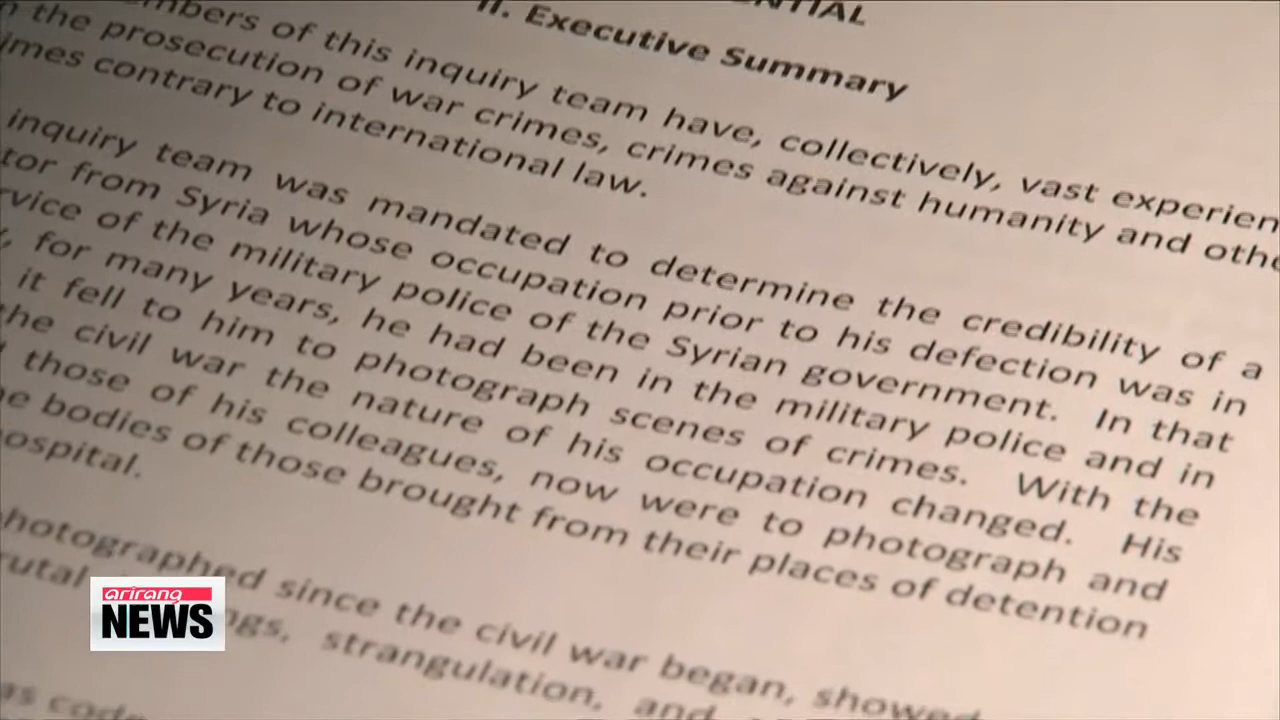 NTIAL
II. Executive Summary
mbers of this inquiry team have, collectively, vast experien
n the prosecution of war crimes, crimes against humanity and othe
imes contrary to international law.
inquiry team was mandated to determine the credibility of a
tor from Syria whose occupation prior to his defection was in
rvice of the military police of the Syrian government. In that
, for many years, he had been in the military police and in
it fell to him to photograph scenes of crimes. With the
the civil war the nature of his occupation changed. His
those of his colleagues, now were to photograph and
e bodies of those brought from their places of detention
ospital.
hotographed since the civil war began, showed
rutal ngs, strangulation, and
as code
arirang
NEWS